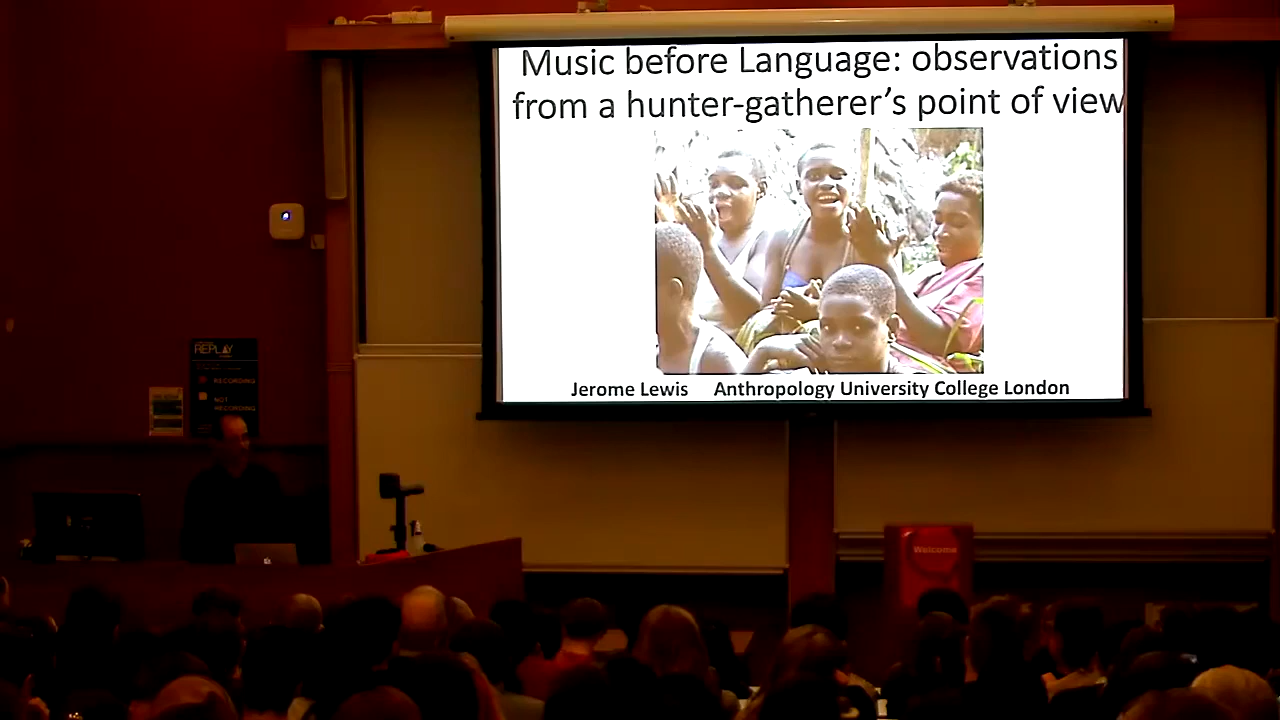 Music before Language: observations
from a hunter-gatherer's point of view
Jerome Lewis Anthropology University College London
REPLAY
RECORDING
NOT
RECORDING
Welcome